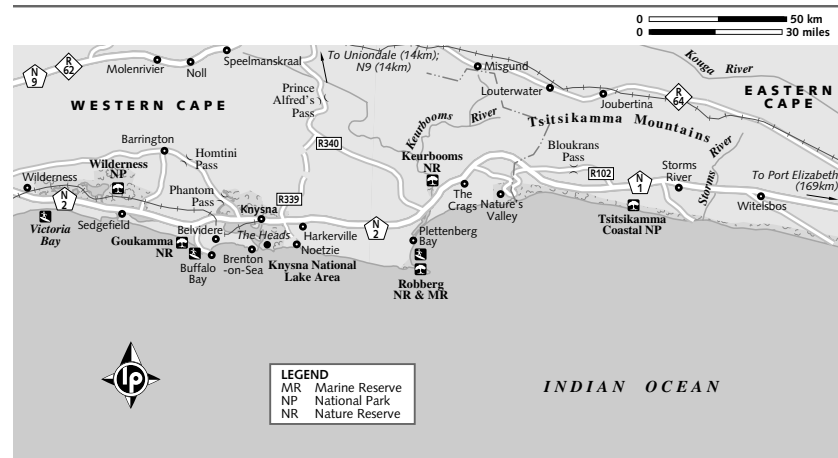 0 50 km
0 30 miles
To Uniondale (14km);
N9 (14km)
Speelmanskraal
R
62
N
9
Molenrivier
Noll
Misgund
Kouga River
Louterwater
Joubertina
R
64
EASTERN
CAPE
WESTERN CAPE
Prince
Alfred's
Pass
Keurbooms River
Tsitsikamma Mountains
Barrington
R340
Keurbooms
NR
Bloukrans
Pass
Homtini
Pass
Wilderness
NP
Wilderness
R102
N
1
Storms
River
Storms River
To Port Elizabeth
(169km)
Phantom
Pass
R339
The
Crags
Nature's
Valley
N
2
Knysna
Witelsbos
Victoria
Bay
Sedgefield
Belvidere
The Heads
Harkerville
N
2
Plettenberg
Bay
Tsitsikamma
Coastal NP
Goukamma
NR
Noetzie
Buffalo
Bay
Brenton
-on-Sea
Knysna National
Lake Area
Robberg
NR & MR
lp
LEGEND
MR Marine Reserve
NP National Park
NR Nature Reserve
INDIAN OCEAN